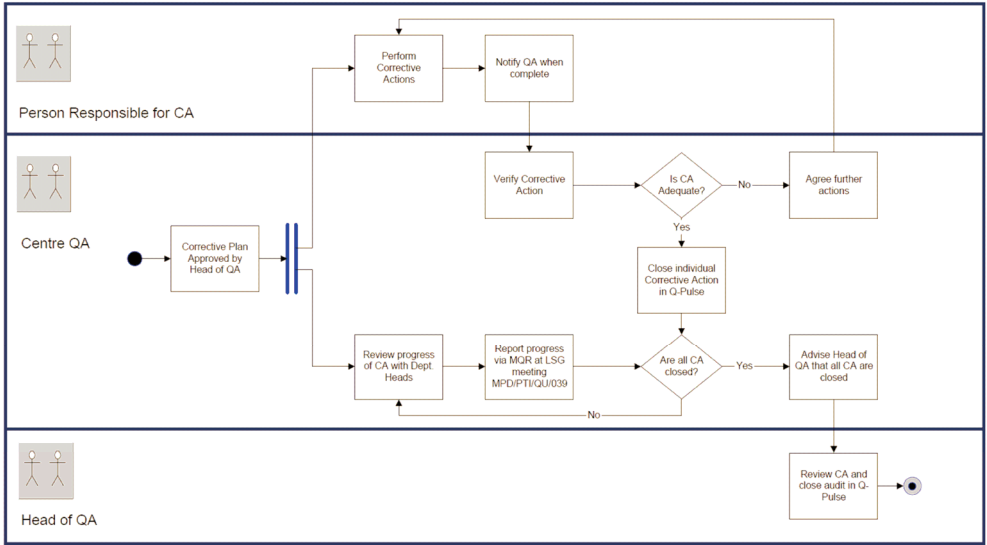 Perform
Corrective
Actions
Notify QA when
complete
Person Responsible for CA
Verify Corrective
Action
Is CA
Adequate?
No
Agree further
actions
Yes
Centre QA
Corrective Plan
Approved by
Head of QA
Close individual
Corrective Action
in Q-Pulse
Review progress
of CA with Dept.
Heads
Report progress
via MQR at LSG
meeting
MPD/PTI/QU/039
Are all CA
closed?
Yes
Advise Head of
QA that all CA are
closed
No
Review CA and
close audit in Q-
Pulse
Head of QA